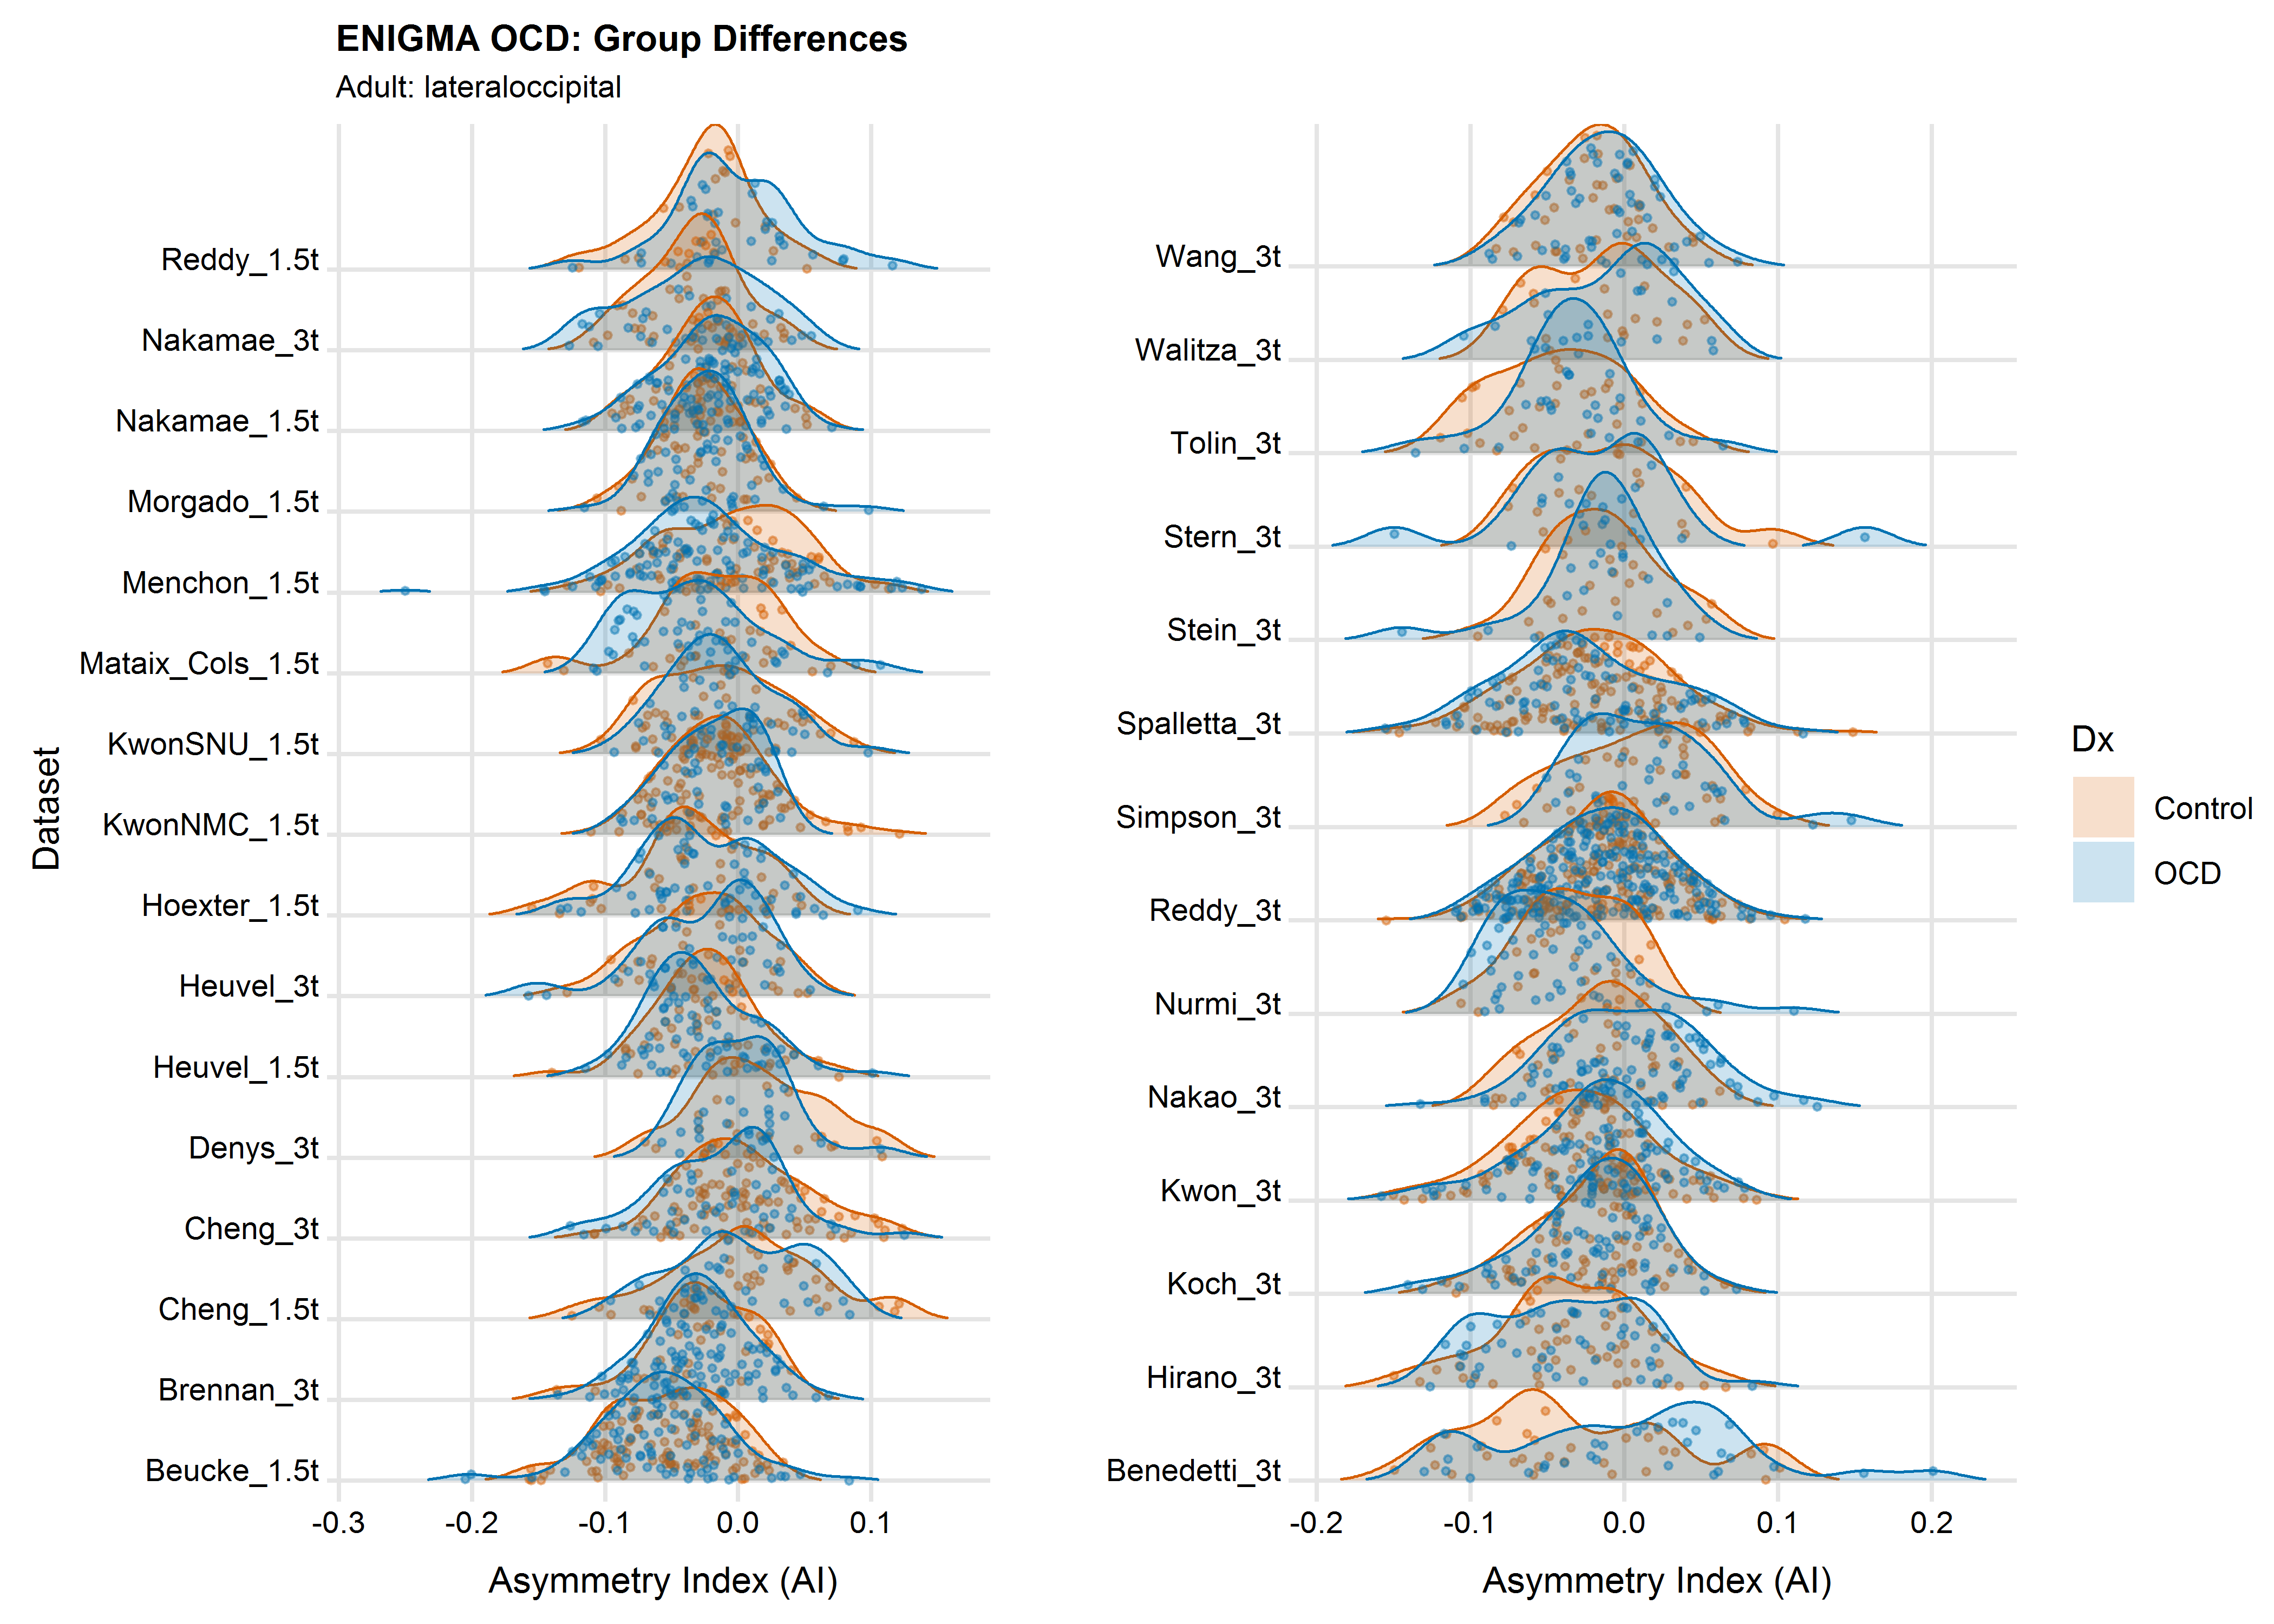 ENIGMA OCD: Group Differences
Adult: lateraloccipital
Dataset
Reddy_1.5t
Nakamae_3t
Nakamae_1.5t
Morgado_1.5t
Menchon_1.5t
Mataix_Cols_1.5t
KwonSNU_1.5t
KwonNMC_1.5t
Hoexter_1.5t
Heuvel_3t
Heuvel_1.5t
Denys_3t
Cheng_3t
Cheng_1.5t
Brennan_3t
Beucke_1.5t
-0.3 -0.2 -0.1 0.0 0.1
Asymmetry Index (AI)
Wang_3t
Walitza_3t
Tolin_3t
Stern_3t
Stein_3t
Spalletta_3t
Simpson_3t
Reddy_3t
Nurmi_3t
Nakao_3t
Kwon_3t
Koch_3t
Hirano_3t
Benedetti_3t
-0.2 -0.1 0.0 0.1 0.2
Asymmetry Index (AI)
Dx
Control
OCD